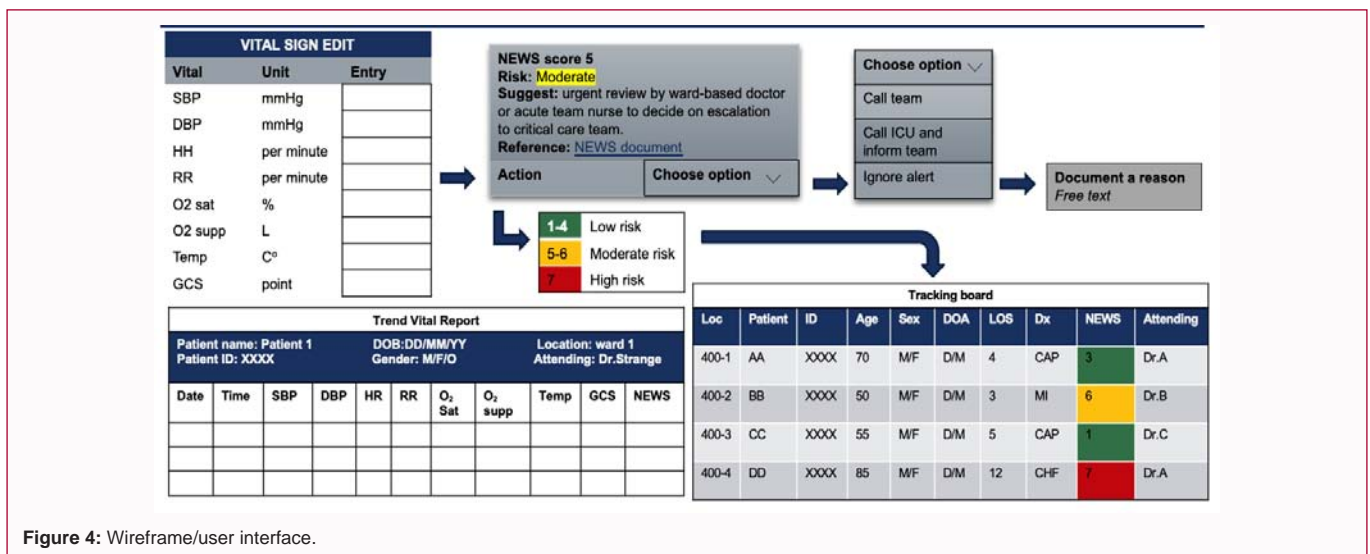 VITAL SIGN EDIT
Vital Unit Entry
SBP mmHg
DBP mmHg
HH per minute
RR per minute
O2 sat %
O2 supp L
Temp Cº
GCS point
NEWS score 5
Risk: Moderate
Suggest: urgent review by ward-based doctor
or acute team nurse to decide on escalation
to critical care team.
Reference: NEWS document
Action Choose option
Choose option
Call team
Call ICU and
inform team
Ignore alert
Document a reason
Free text
1-4 Low risk
5-6 Moderate risk
7 High risk
Trend Vital Report
Patient name: Patient 1 DOB:DD/MM/YY Location: ward 1
Patient ID: XXXX Gender: M/F/O Attending: Dr.Strange
Date Time SBP DBP HR RR O₂ Sat O₂ supp Temp GCS NEWS
Tracking board
Loc Patient ID Age Sex DOA LOS Dx NEWS Attending
400-1 AA XXXX 70 M/F D/M 4 CAP 3 Dr.A
400-2 BB XXXX 50 M/F D/M 3 MI 6 Dr.B
400-3 CC XXXX 55 M/F D/M 5 CAP 1 Dr.C
400-4 DD XXXX 85 M/F D/M 12 CHF 7 Dr.A
Figure 4: Wireframe/user interface.